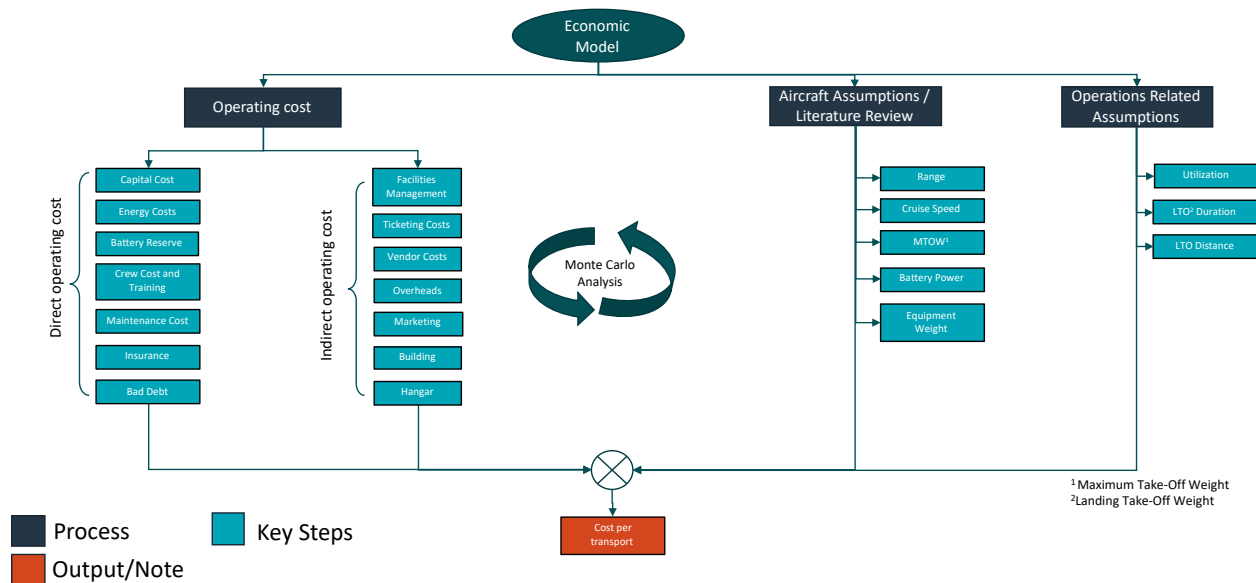 Economic
Model
Operating cost
Aircraft Assumptions /
Literature Review
Operations Related
Assumptions
Direct operating cost
Capital Cost
Energy Costs
Battery Reserve
Crew Cost and
Training
Maintenance Cost
Insurance
Bad Debt
Indirect operating cost
Facilities
Management
Ticketing Costs
Vendor Costs
Overheads
Marketing
Building
Hangar
Monte Carlo
Analysis
Range
Cruise Speed
MTOW¹
Battery Power
Equipment
Weight
Utilization
LTO² Duration
LTO Distance
Cost per
transport
¹ Maximum Take-Off Weight
²Landing Take-Off Weight
Process
Key Steps
Output/Note